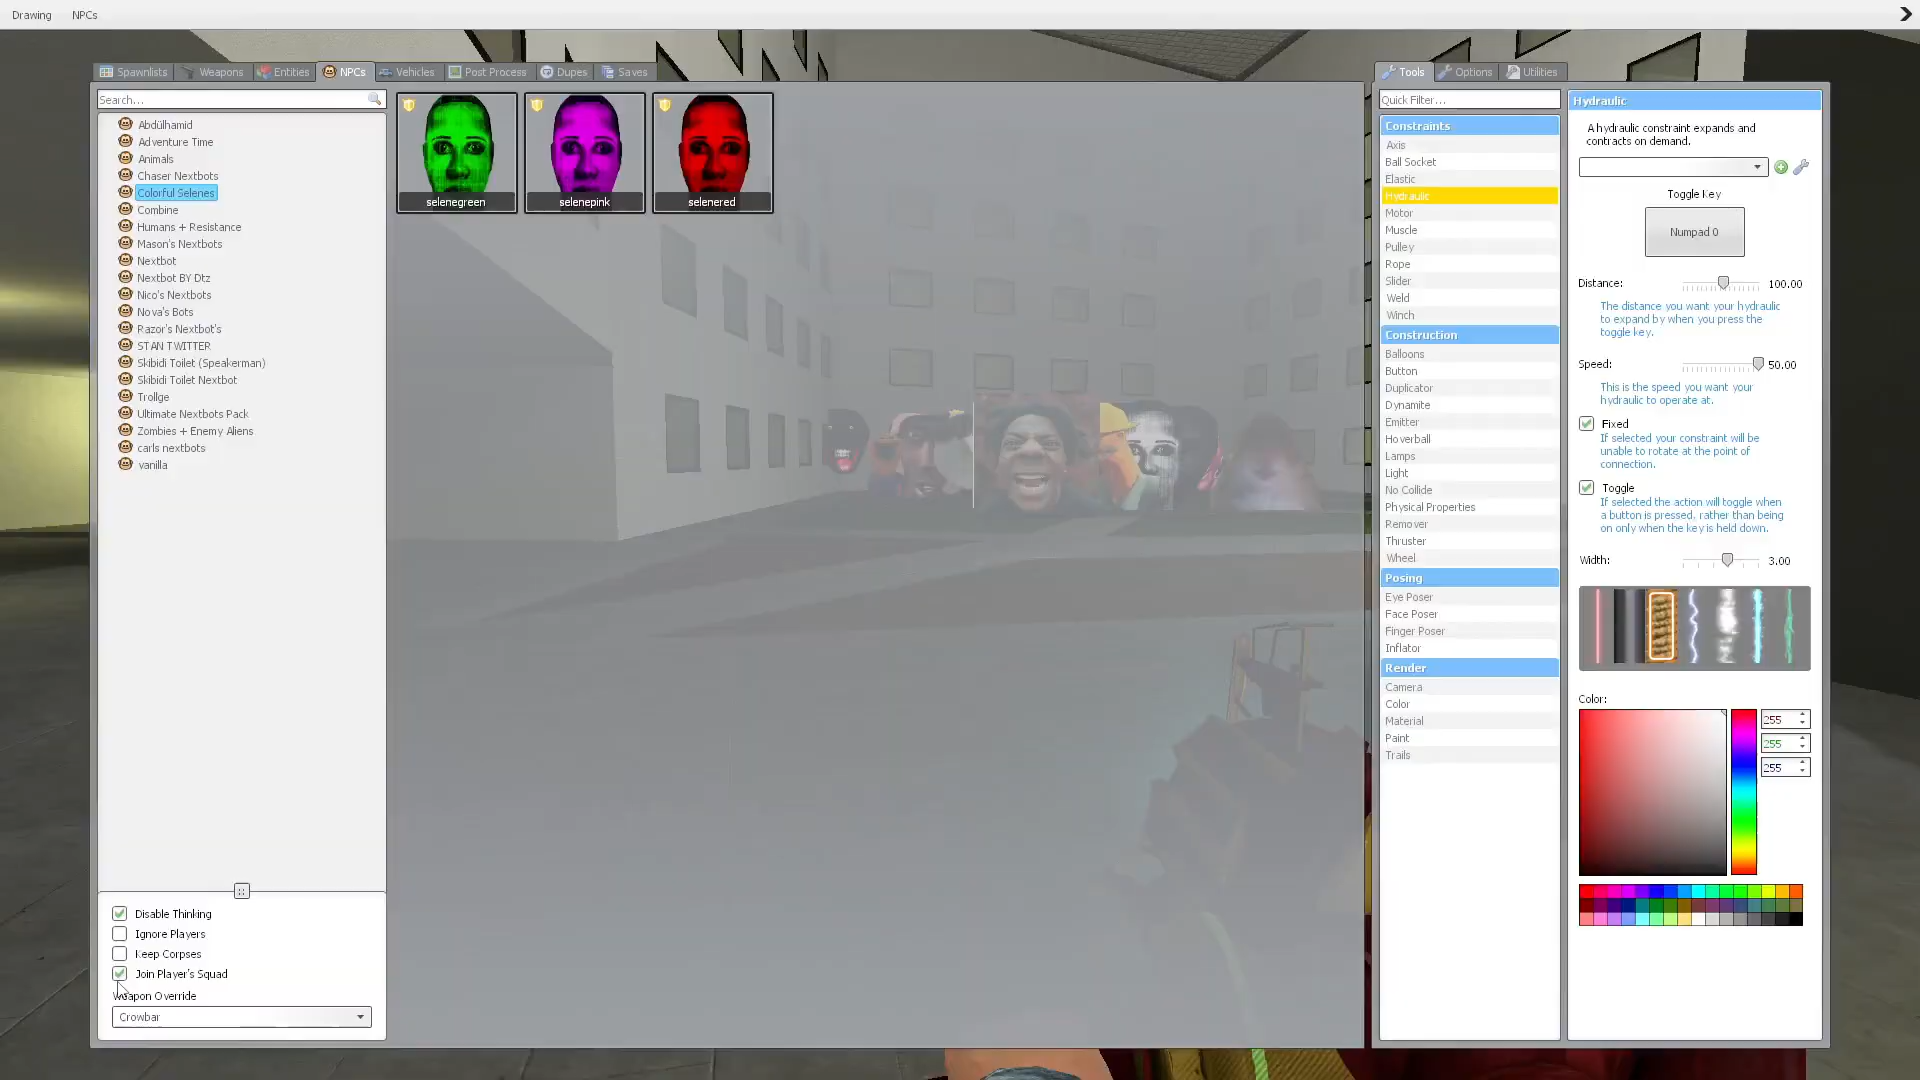 Drawing
NPCs
Spawnlists
Weapons
Entities
NPCs
Vehicles
Post Process
Dupes
Saves
Search...
Abdülhamid
Adventure Time
Animals
Chaser Nextbots
Colorful Selenes
Combine
Humans + Resistance
Mason's Nextbots
Nextbot
Nextbot BY Dtz
Nico's Nextbots
Nova's Bots
Razor's Nextbot's
STAN TWITTER
Skibidi Toilet (Speakerman)
Skibidi Toilet Nextbot
Trollge
Ultimate Nextbots Pack
Zombies + Enemy Aliens
carls nextbots
vanilla
Disable Thinking
Ignore Players
Keep Corpses
Join Player's Squad
Weapon Override
Crowbar
selenegreen
selenepink
selenered
Tools
Options
Utilities
Quick Filter...
Constraints
Axis
Ball Socket
Elastic
Hydraulic
Motor
Muscle
Pulley
Rope
Slider
Weld
Winch
Construction
Balloons
Button
Duplicator
Dynamite
Emitter
Hoverball
Lamps
Light
No Collide
Physical Properties
Remover
Thruster
Wheel
Posing
Eye Poser
Face Poser
Finger Poser
Inflator
Render
Camera
Color
Material
Paint
Trails
Hydraulic
A hydraulic constraint expands and
contracts on demand.
Toggle Key
Numpad 0
Distance:
100.00
The distance you want your hydraulic
to expand by when you press the
toggle key.
Speed:
50.00
This is the speed you want your
hydraulic to operate at.
Fixed
If selected your constraint will be
unable to rotate at the point of
connection.
Toggle
If selected the action will toggle when
a button is pressed, rather than being
on only when the key is held down.
Width:
3.00
Color:
255
255
255